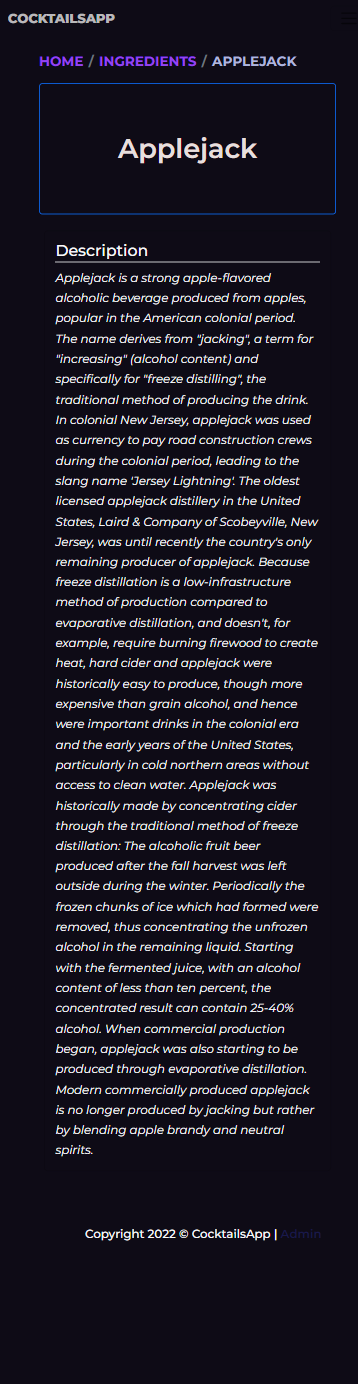 COCKTAILSAPP
HOME / INGREDIENTS / APPLEJACK
Applejack
Description
Applejack is a strong apple-flavored
alcoholic beverage produced from apples,
popular in the American colonial period.
The name derives from "jacking", a term for
"increasing" (alcohol content) and
specifically for "freeze distilling", the
traditional method of producing the drink.
In colonial New Jersey, applejack was used
as currency to pay road construction crews
during the colonial period, leading to the
slang name 'Jersey Lightning'. The oldest
licensed applejack distillery in the United
States, Laird & Company of Scobeyville, New
Jersey, was until recently the country's only
remaining producer of applejack. Because
freeze distillation is a low-infrastructure
method of production compared to
evaporative distillation, and doesn't, for
example, require burning firewood to create
heat, hard cider and applejack were
historically easy to produce, though more
expensive than grain alcohol, and hence
were important drinks in the colonial era
and the early years of the United States,
particularly in cold northern areas without
access to clean water. Applejack was
historically made by concentrating cider
through the traditional method of freeze
distillation: The alcoholic fruit beer
produced after the fall harvest was left
outside during the winter. Periodically the
frozen chunks of ice which had formed were
removed, thus concentrating the unfrozen
alcohol in the remaining liquid. Starting
with the fermented juice, with an alcohol
content of less than ten percent, the
concentrated result can contain 25-40%
alcohol. When commercial production
began, applejack was also starting to be
produced through evaporative distillation.
Modern commercially produced applejack
is no longer produced by jacking but rather
by blending apple brandy and neutral
spirits.
Copyright 2022 © CocktailsApp | Admin